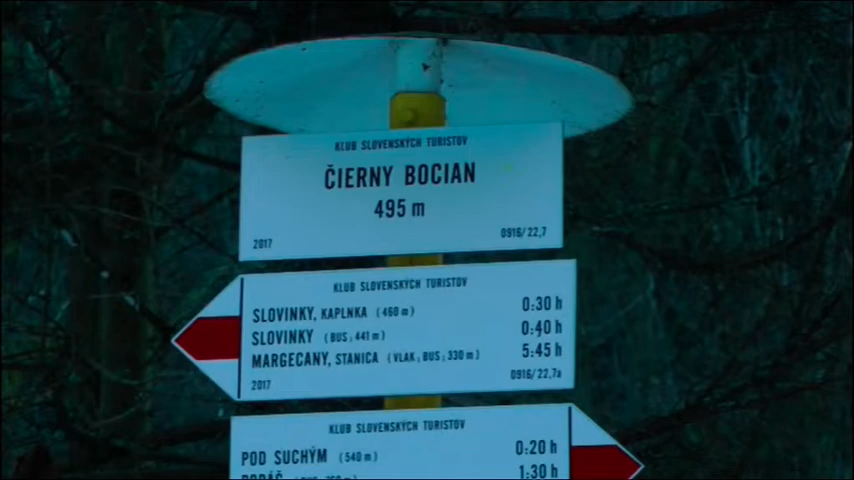 KLUB SLOVENSKÝCH TURISTOV
ČIERNY BOCIAN
495 m
2017 0916/22,7
KLUB SLOVENSKÝCH TURISTOV
SLOVINKY, KAPLNKA (460 m) 0:30 h
SLOVINKY (BUS; 441 m) 0:40 h
MARGECANY, STANICA (VLAK, BUS; 330 m) 5:45 h
2017 0916/22,7a
KLUB SLOVENSKÝCH TURISTOV
POD SUCHÝM (540 m) 0:20 h
1:30 h